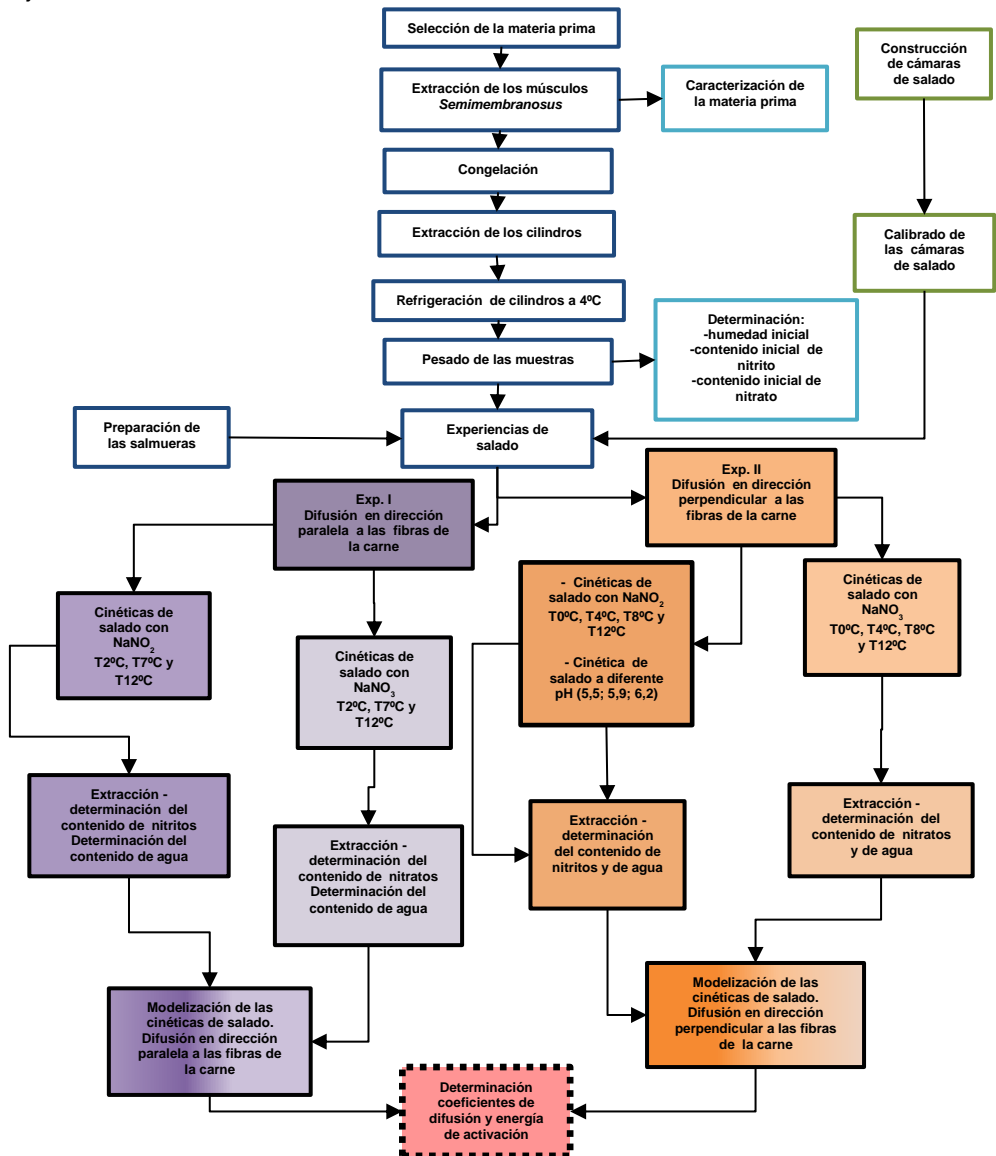 Selección de la materia prima
Construcción
de cámaras
de salado
Extracción de los músculos
Semimembranosus
Caracterización de
la materia prima
Congelación
Extracción de los cilindros
Calibrado de
las cámaras
de salado
Refrigeración de cilindros a 4ºC
Determinación:
-humedad inicial
-contenido inicial de
nitrito
-contenido inicial de
nitrato
Pesado de las muestras
Preparación de
las salmueras
Experiencias de
salado
Exp. I
Difusión en dirección
paralela a las fibras de
la carne
Exp. II
Difusión en dirección
perpendicular a las
fibras de la carne
Cinéticas de
salado con
NaNO2
T2ºC, T7ºC y
T12ºC
Cinéticas de
salado con
NaNO3
T2ºC, T7ºC y
T12ºC
- Cinéticas de
salado con NaNO2
T0ºC, T4ºC, T8ºC y
T12ºC
- Cinética de
salado a diferente
pH (5,5; 5,9; 6,2)
Cinéticas de
salado con
NaNO3
T0ºC, T4ºC, T8ºC
y T12ºC
Extracción -
determinación del
contenido de nitritos
Determinación del
contenido de agua
Extracción -
determinación del
contenido de nitratos
Determinación del
contenido de agua
Extracción -
determinación
del contenido de
nitritos y de agua
Extracción -
determinación del
contenido de nitratos
y de agua
Modelización de las
cinéticas de salado.
Difusión en dirección
paralela a las fibras de
la carne
Modelización de las
cinéticas de salado.
Difusión en dirección
perpendicular a las fibras
de la carne
Determinación
coeficientes de
difusión y energía
de activación